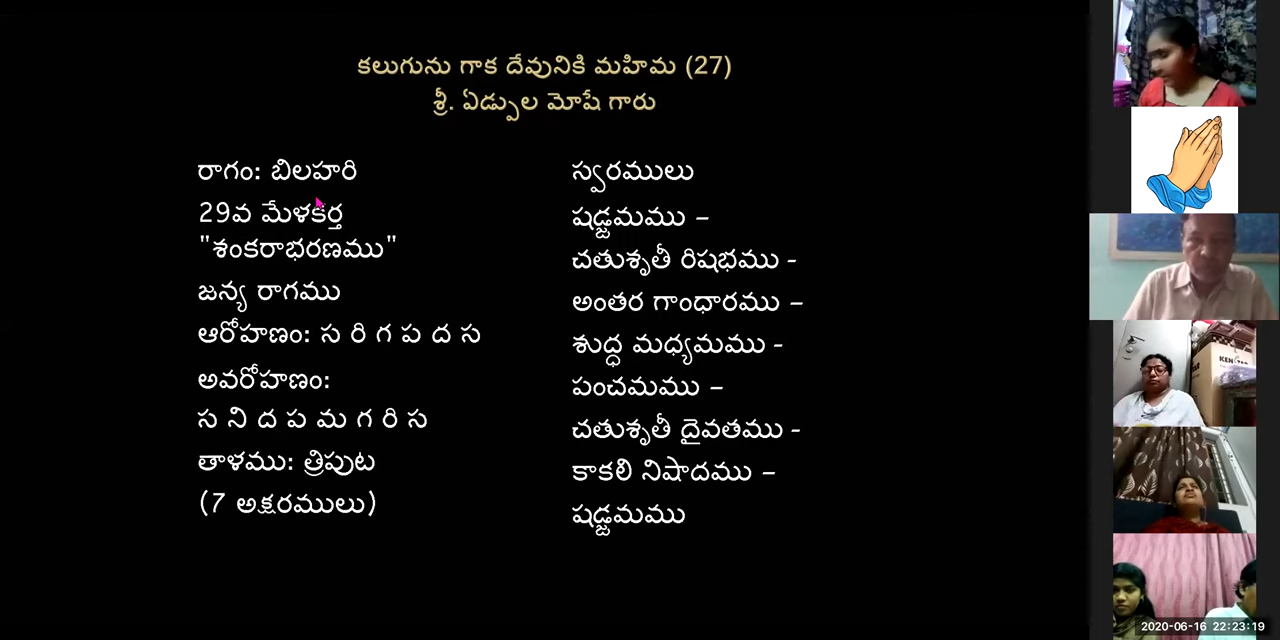 కలుగును గాక దేవునికి మహిమ (27)
శ్రీ. ఏడ్పుల మోషే గారు
రాగం: బిలహరి
29వ మేళకర్త
"శంకరాభరణము"
జన్య రాగము
ఆరోహణం: స రి గ ప ద స
అవరోహణం:
స ని ద ప మ గ రి స
తాళము: త్రిపుట
(7 అక్షరములు)
స్వరములు
షడ్జమము –
చతుశృతీ రిషభము -
అంతర గాంధారము –
శుద్ధ మధ్యమము -
పంచమము –
చతుశృతీ దైవతము -
కాకలి నిషాదము –
షడ్జమము
2020-06-16 22:23:19